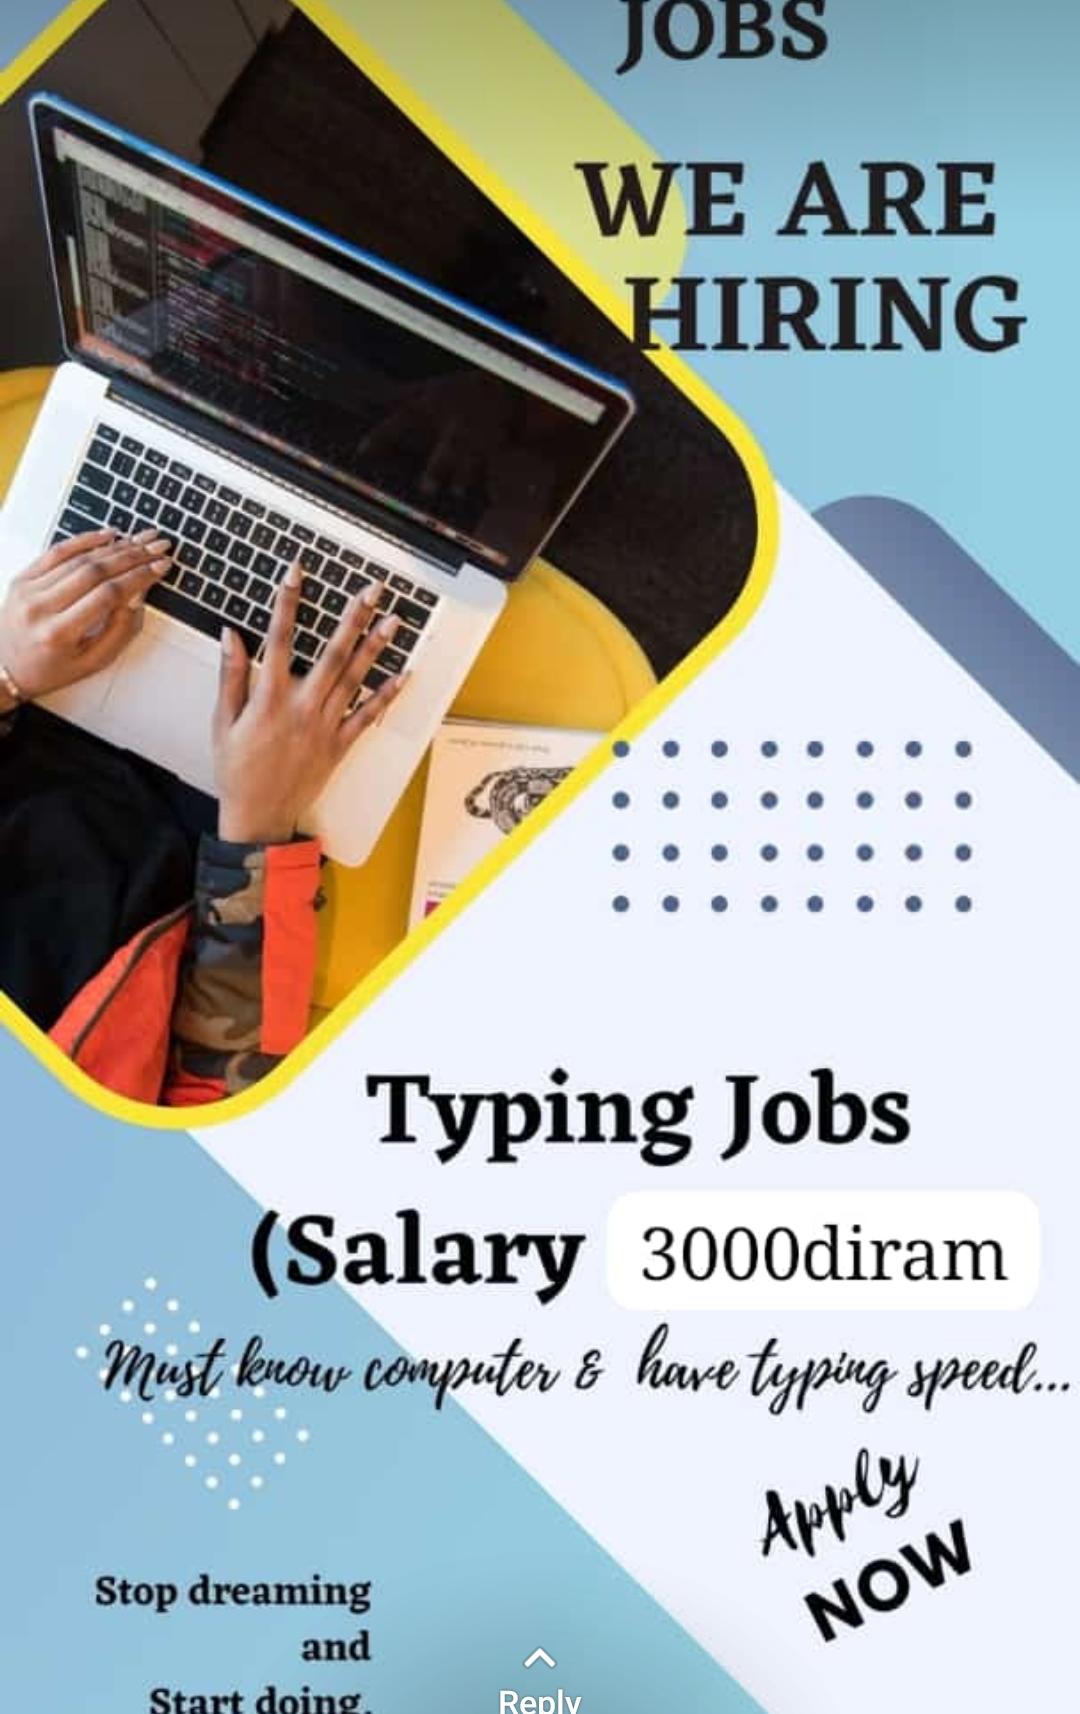 JOBS
WE ARE
HIRING
Typing Jobs
(Salary 3000diram
Must know computer & have typing speed...
Apply
NOW
Stop dreaming
and
Start doing.
Reply